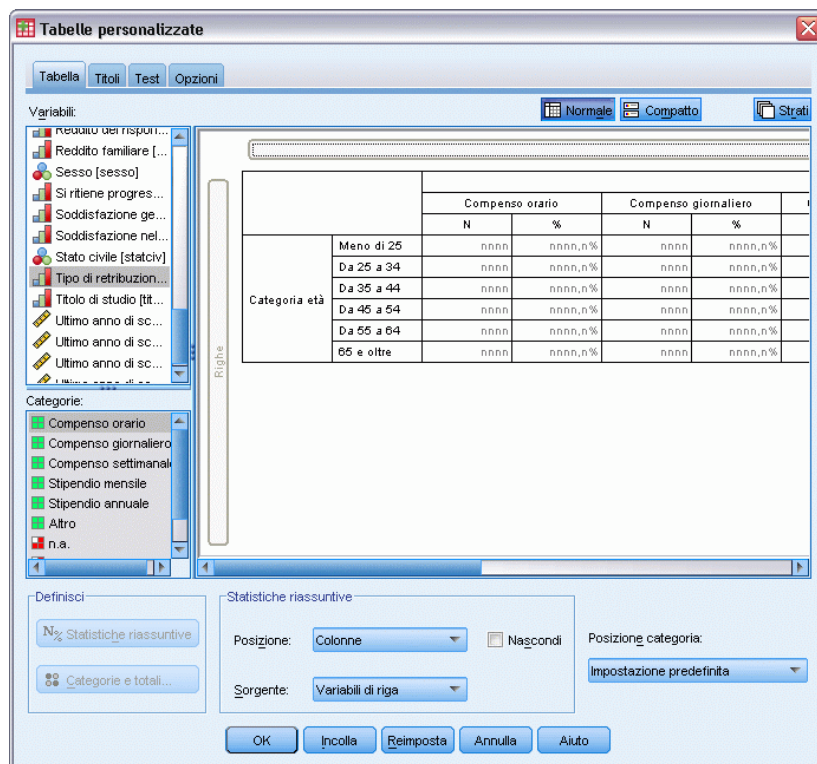 Tabelle personalizzate
Tabella Titoli Test Opzioni
Variabili:
Normale Compatto Strati
Reddito familiare [...
Sesso [sesso]
Si ritiene progres...
Soddisfazione ge...
Soddisfazione nel...
Stato civile [statciv]
Tipo di retribuzion...
Titolo di studio [tit...
Ultimo anno di sc...
Ultimo anno di sc...
Ultimo anno di sc...
Categorie:
Compenso orario
Compenso giornaliero
Compenso settimanale
Stipendio mensile
Stipendio annuale
Altro
n.a.
Righe
Compenso orario Compenso giornaliero
N % N %
Categoria età
Meno di 25 nnnn nnnn,n% nnnn nnnn,n%
Da 25 a 34 nnnn nnnn,n% nnnn nnnn,n%
Da 35 a 44 nnnn nnnn,n% nnnn nnnn,n%
Da 45 a 54 nnnn nnnn,n% nnnn nnnn,n%
Da 55 a 64 nnnn nnnn,n% nnnn nnnn,n%
65 e oltre nnnn nnnn,n% nnnn nnnn,n%
Definisci
N% Statistiche riassuntive
Categorie e totali...
Statistiche riassuntive
Posizione: Colonne Nascondi
Sorgente: Variabili di riga
Posizione categoria:
Impostazione predefinita
OK Incolla Reimposta Annulla Aiuto